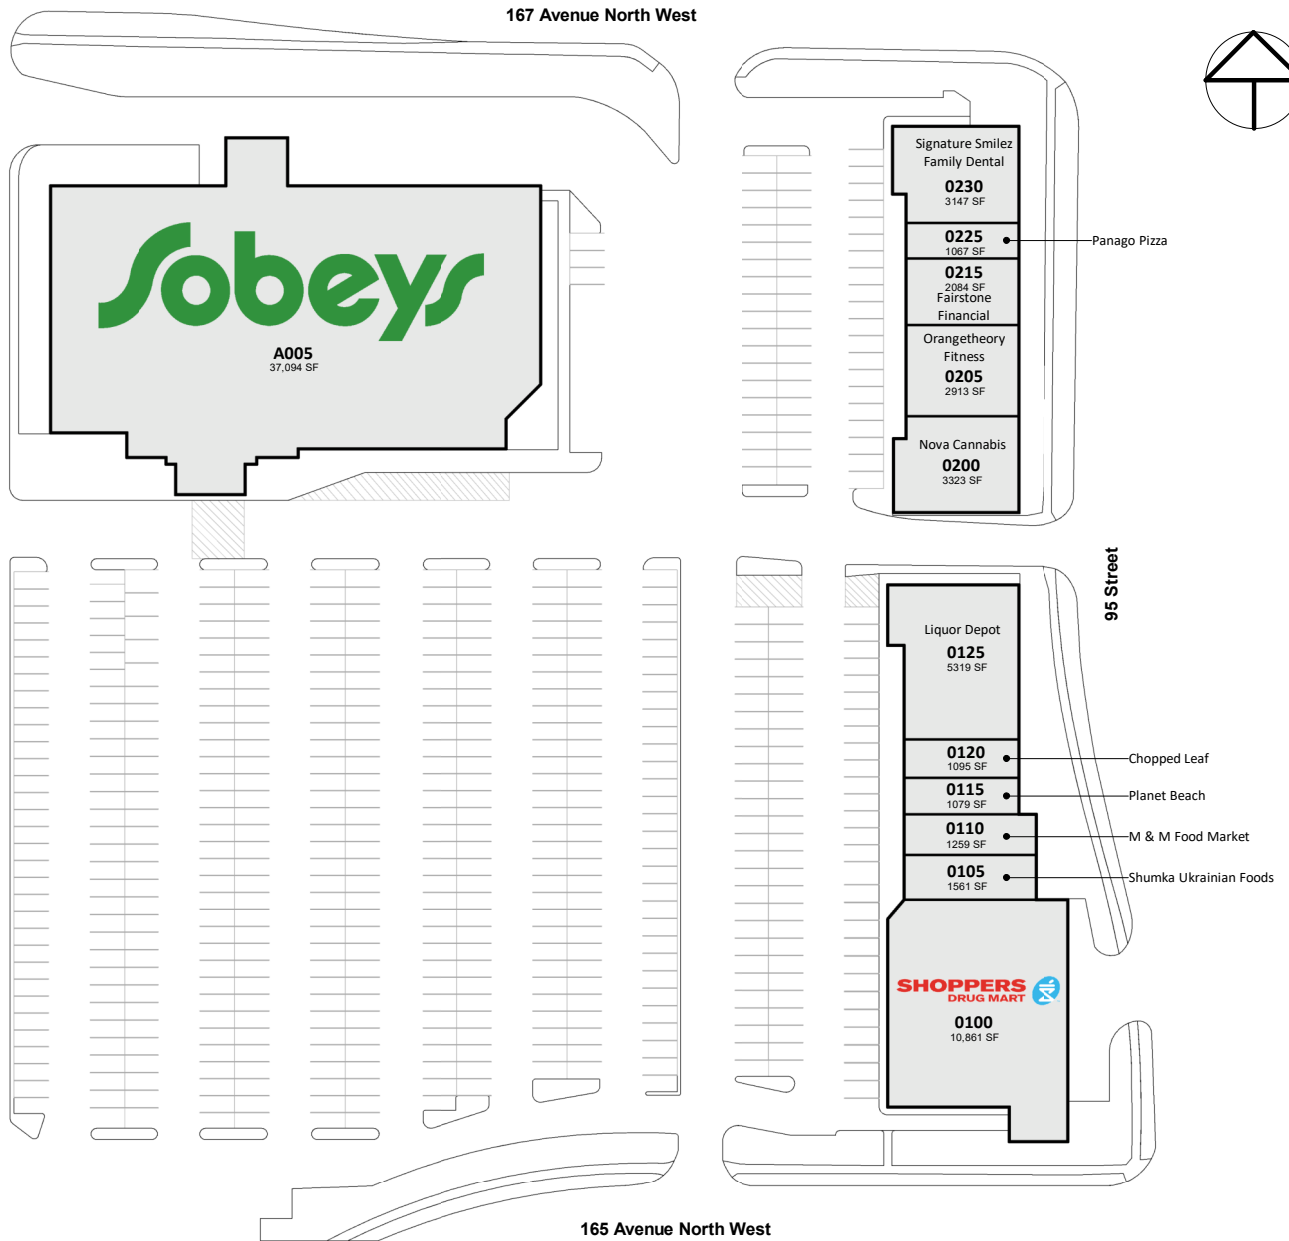 167 Avenue North West
Sobeys
A005
37,094 SF
Signature Smilez
Family Dental
0230
3147 SF
0225
1067 SF
Panago Pizza
0215
2084 SF
Fairstone
Financial
Orangetheory
Fitness
0205
2913 SF
Nova Cannabis
0200
3323 SF
95 Street
Liquor Depot
0125
5319 SF
0120
1095 SF
Chopped Leaf
0115
1079 SF
Planet Beach
0110
1259 SF
M & M Food Market
0105
1561 SF
Shumka Ukrainian Foods
SHOPPERS
DRUG MART
0100
10,861 SF
165 Avenue North West